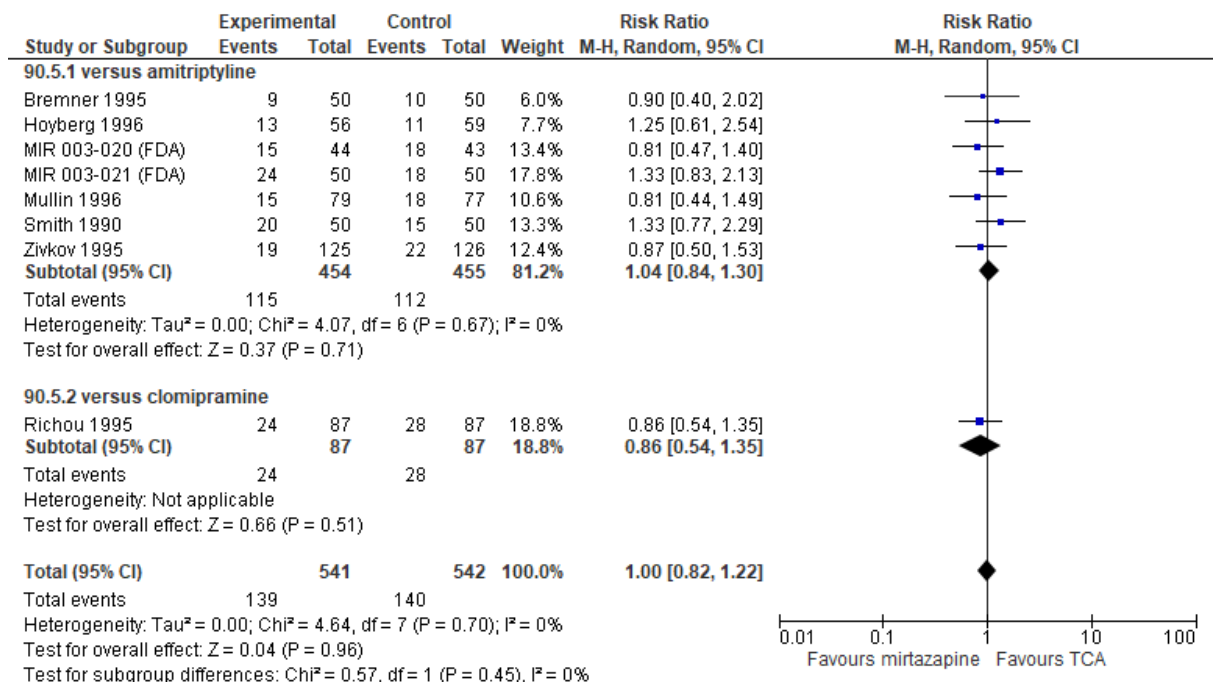 Experimental Control Risk Ratio Risk Ratio
Study or Subgroup Events Total Events Total Weight M-H, Random, 95% CI M-H, Random, 95% CI
90.5.1 versus amitriptyline
Bremner 1995 9 50 10 50 6.0% 0.90 [0.40, 2.02]
Hoyberg 1996 13 56 11 59 7.7% 1.25 [0.61, 2.54]
MIR 003-020 (FDA) 15 44 18 43 13.4% 0.81 [0.47, 1.40]
MIR 003-021 (FDA) 24 50 18 50 17.8% 1.33 [0.83, 2.13]
Mullin 1996 15 79 18 77 10.6% 0.81 [0.44, 1.49]
Smith 1990 20 50 15 50 13.3% 1.33 [0.77, 2.29]
Zivkov 1995 19 125 22 126 12.4% 0.87 [0.50, 1.53]
Subtotal (95% CI) 454 455 81.2% 1.04 [0.84, 1.30]
Total events 115 112
Heterogeneity: Tau² = 0.00; Chi² = 4.07, df = 6 (P = 0.67); I² = 0%
Test for overall effect: Z = 0.37 (P = 0.71)
90.5.2 versus clomipramine
Richou 1995 24 87 28 87 18.8% 0.86 [0.54, 1.35]
Subtotal (95% CI) 87 87 18.8% 0.86 [0.54, 1.35]
Total events 24 28
Heterogeneity: Not applicable
Test for overall effect: Z = 0.66 (P = 0.51)
Total (95% CI) 541 542 100.0% 1.00 [0.82, 1.22]
Total events 139 140
Heterogeneity: Tau² = 0.00; Chi² = 4.64, df = 7 (P = 0.70); I² = 0%
Test for overall effect: Z = 0.04 (P = 0.96)
Test for subgroup differences: Chi² = 0.57, df = 1 (P = 0.45), I² = 0%
0.01 0.1 1 10 100
Favours mirtazapine Favours TCA